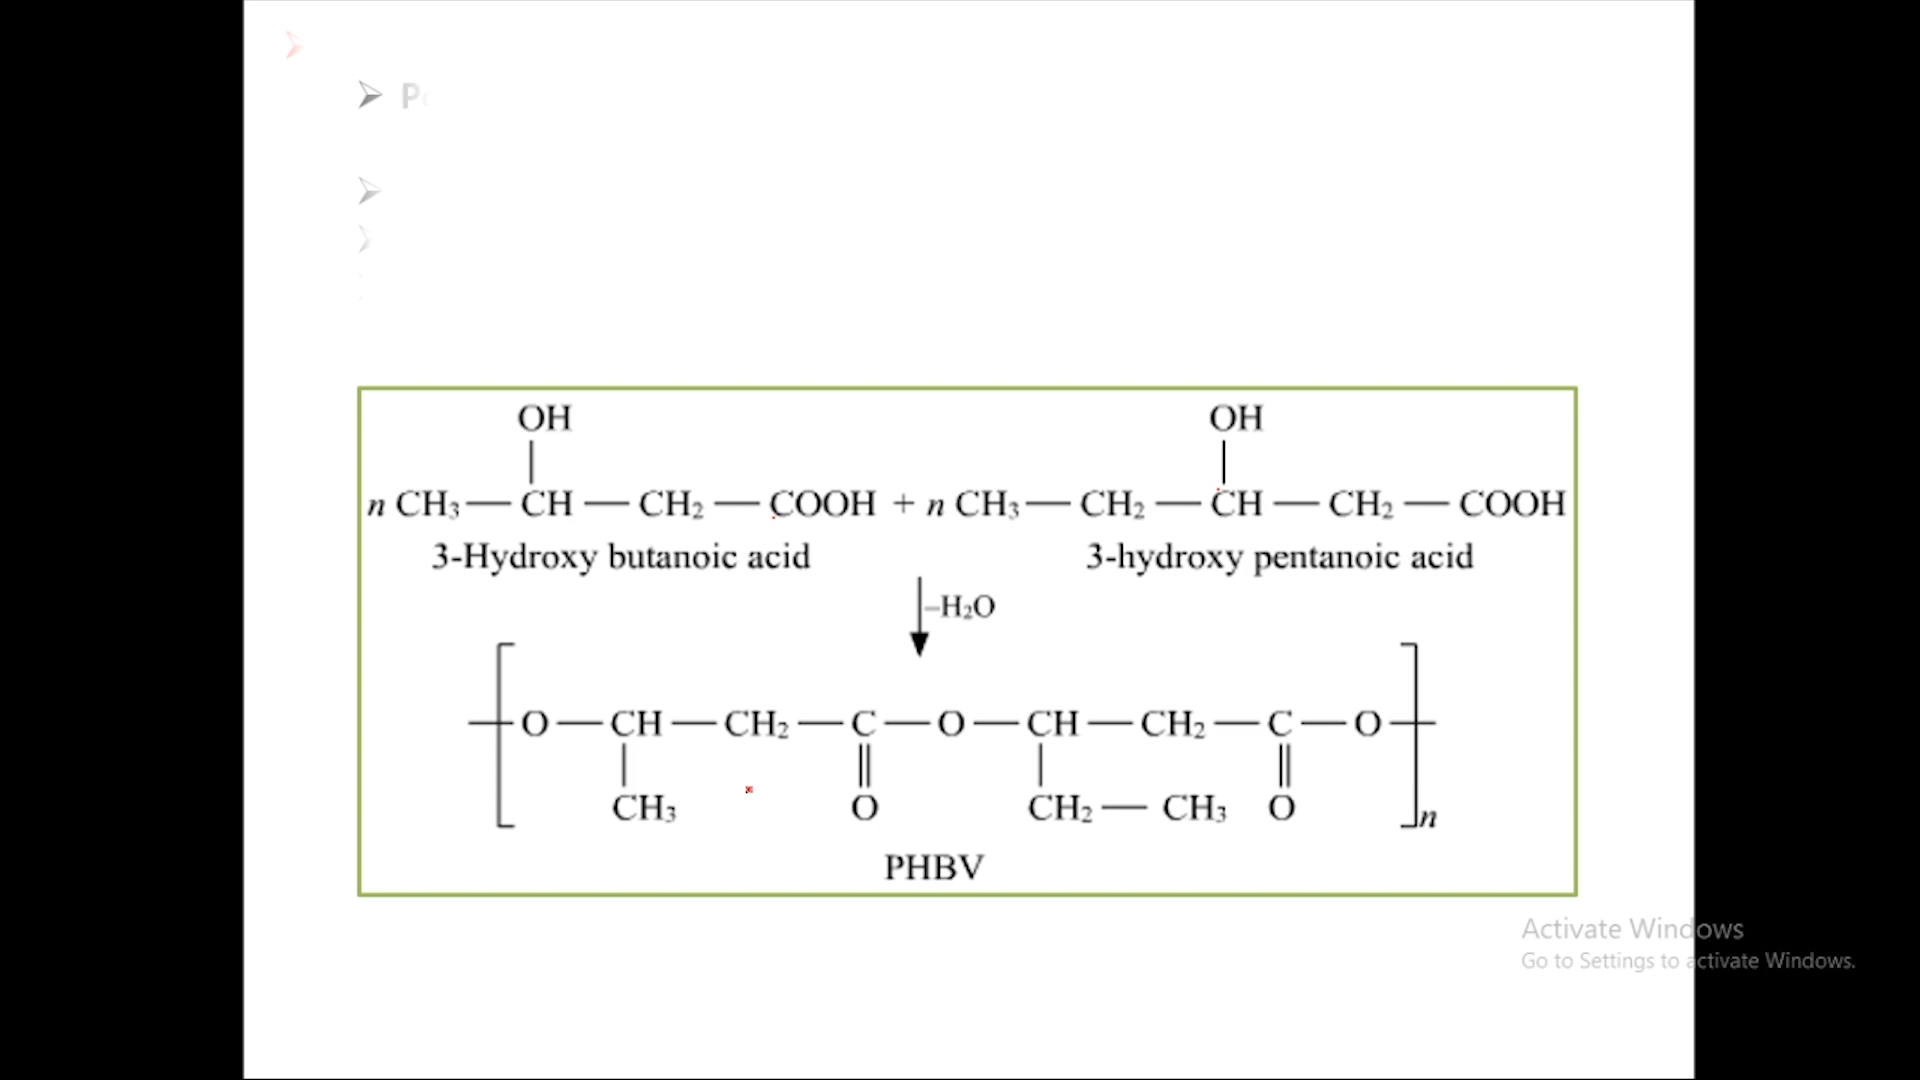 OH OH
n CH₃ — CH — CH₂ — COOH + n CH₃ — CH₂ — CH — CH₂ — COOH
3-Hydroxy butanoic acid 3-hydroxy pentanoic acid
–H₂O
O — CH — CH₂ — C — O — CH — CH₂ — C — O
CH₃ O CH₂ — CH₃ O n
PHBV
Activate Windows
Go to Settings to activate Windows.